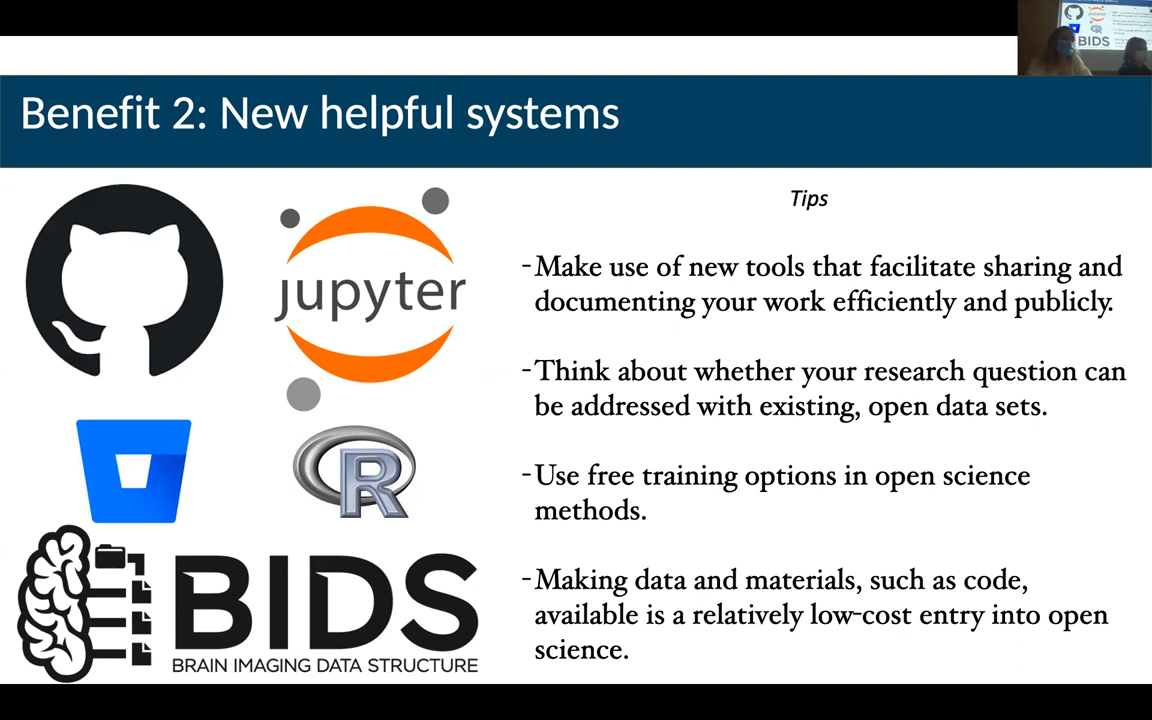 BIDS
Benefit 2: New helpful systems
jupyter
R
BIDS
BRAIN IMAGING DATA STRUCTURE
Tips
-Make use of new tools that facilitate sharing and
documenting your work efficiently and publicly.
-Think about whether your research question can
be addressed with existing, open data sets.
-Use free training options in open science
methods.
-Making data and materials, such as code,
available is a relatively low-cost entry into open
science.